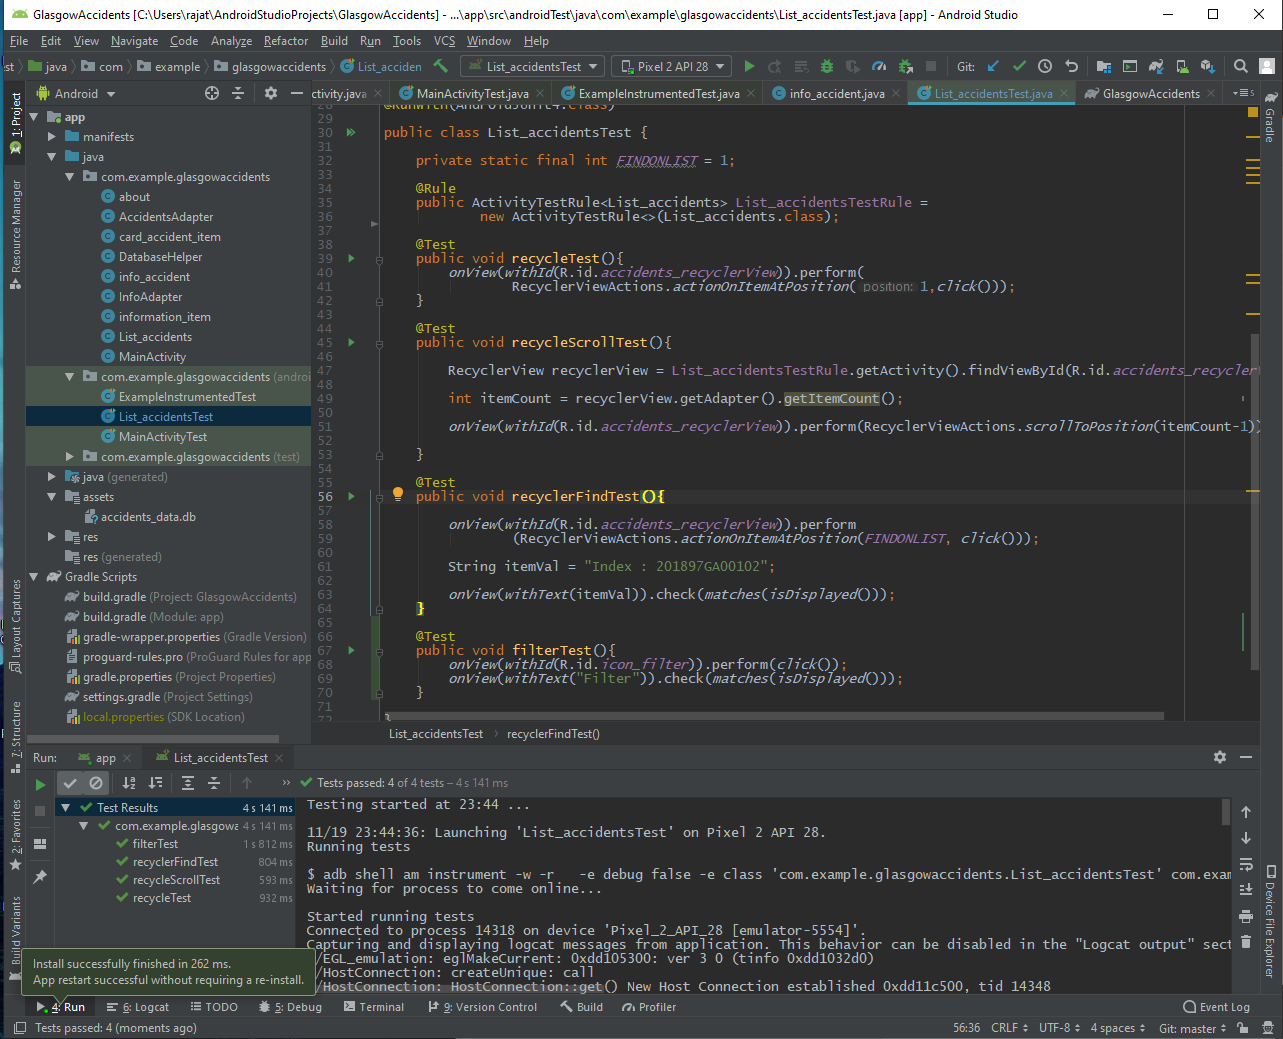 GlasgowAccidents [C:\Users\rajat\AndroidStudioProjects\GlasgowAccidents] - ...\app\src\androidTest\java\com\example\glasgowaccidents\List_accidentsTest.java [app] - Android Studio
File Edit View Navigate Code Analyze Refactor Build Run Tools VCS Window Help
st java com example glasgowaccidents List_acciden List_accidentsTest Pixel 2 API 28 Git:
Android ctivity.java MainActivityTest.java ExampleInstrumentedTest.java info_accident.java List_accidentsTest.java GlasgowAccidents
1: Project
Resource Manager
Layout Captures
7: Structure
2: Favorites
Build Variants
app
manifests
java
com.example.glasgowaccidents
about
AccidentsAdapter
card_accident_item
DatabaseHelper
info_accident
InfoAdapter
information_item
List_accidents
MainActivity
com.example.glasgowaccidents (androi
ExampleInstrumentedTest
List_accidentsTest
MainActivityTest
com.example.glasgowaccidents (test)
java (generated)
assets
accidents_data.db
res
res (generated)
Gradle Scripts
build.gradle (Project: GlasgowAccidents)
build.gradle (Module: app)
gradle-wrapper.properties (Gradle Version)
proguard-rules.pro (ProGuard Rules for app
gradle.properties (Project Properties)
settings.gradle (Project Settings)
local.properties (SDK Location)
28 @RunWith(AndroidJUnit4.class)
29
30 public class List_accidentsTest {
31
32 private static final int FINDONLIST = 1;
33
34 @Rule
35 public ActivityTestRule<List_accidents> List_accidentsTestRule =
36 new ActivityTestRule<>(List_accidents.class);
37
38 @Test
39 public void recycleTest(){
40 onView(withId(R.id.accidents_recyclerView)).perform(
41 RecyclerViewActions.actionOnItemAtPosition( position: 1,click()));
42 }
43
44 @Test
45 public void recycleScrollTest(){
46
47 RecyclerView recyclerView = List_accidentsTestRule.getActivity().findViewById(R.id.accidents_recycler
48
49 int itemCount = recyclerView.getAdapter().getItemCount();
50
51 onView(withId(R.id.accidents_recyclerView)).perform(RecyclerViewActions.scrollToPosition(itemCount-1))
52
53 }
54
55 @Test
56 public void recyclerFindTest(){
57
58 onView(withId(R.id.accidents_recyclerView)).perform
59 (RecyclerViewActions.actionOnItemAtPosition(FINDONLIST, click()));
60
61 String itemVal = "Index : 201897GA00102";
62
63 onView(withText(itemVal)).check(matches(isDisplayed()));
64 }
65
66 @Test
67 public void filterTest(){
68 onView(withId(R.id.icon_filter)).perform(click());
69 onView(withText("Filter")).check(matches(isDisplayed()));
70 }
71
72 }
List_accidentsTest recyclerFindTest()
Gradle
Device File Explorer
Run: app List_accidentsTest
Tests passed: 4 of 4 tests – 4 s 141 ms
Test Results 4 s 141 ms
com.example.glasgowa 4 s 141 ms
filterTest 1 s 812 ms
recyclerFindTest 804 ms
recycleScrollTest 593 ms
recycleTest 932 ms
Testing started at 23:44 ...
11/19 23:44:36: Launching 'List_accidentsTest' on Pixel 2 API 28.
Running tests
$ adb shell am instrument -w -r -e debug false -e class 'com.example.glasgowaccidents.List_accidentsTest' com.exam
Waiting for process to come online...
Started running tests
Connected to process 14318 on device 'Pixel_2_API_28 [emulator-5554]'.
Capturing and displaying logcat messages from application. This behavior can be disabled in the "Logcat output" sect
/EGL_emulation: eglMakeCurrent: 0xdd105300: ver 3 0 (tinfo 0xdd1032d0)
/HostConnection: createUnique: call
/HostConnection: HostConnection::get() New Host Connection established 0xdd11c500, tid 14348
Install successfully finished in 262 ms.
App restart successful without requiring a re-install.
4: Run 6: Logcat TODO 5: Debug Terminal 9: Version Control Build Profiler Event Log
Tests passed: 4 (moments ago) 56:36 CRLF UTF-8 4 spaces Git: master